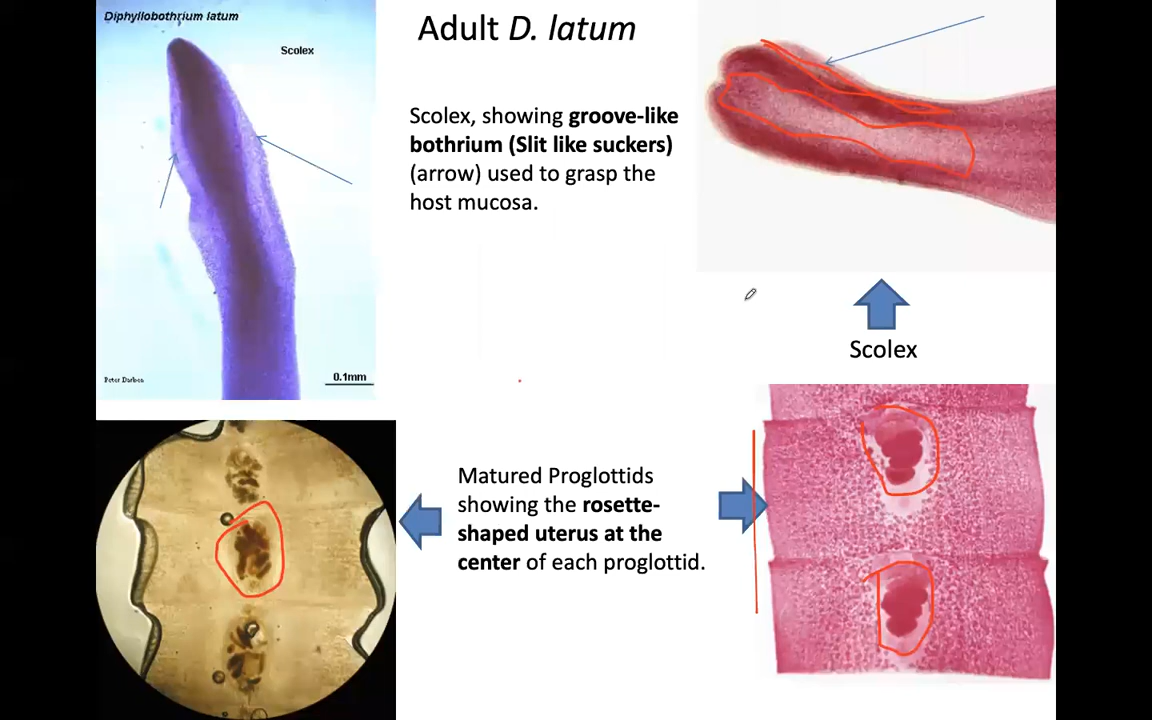 Diphyllobothrium latum
Scolex
Peter Darben
0.1mm
Adult D. latum
Scolex, showing groove-like
bothrium (Slit like suckers)
(arrow) used to grasp the
host mucosa.
Scolex
Matured Proglottids
showing the rosette-
shaped uterus at the
center of each proglottid.